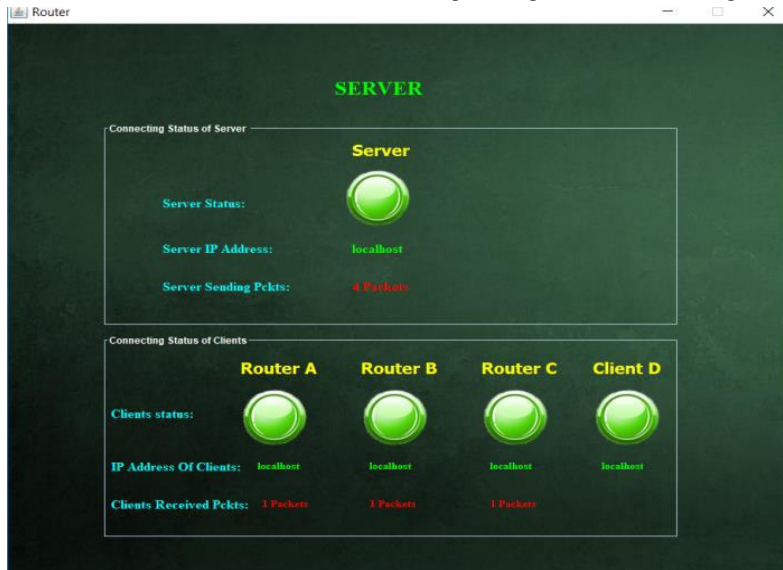 Router
SERVER
Connecting Status of Server
Server
Server Status:
Server IP Address: localhost
Server Sending Pckts: 4 Packets
Connecting Status of Clients
Router A Router B Router C Client D
Clients status:
IP Address Of Clients: localhost localhost localhost localhost
Clients Received Pckts: 1 Packets 1 Packets 1 Packets